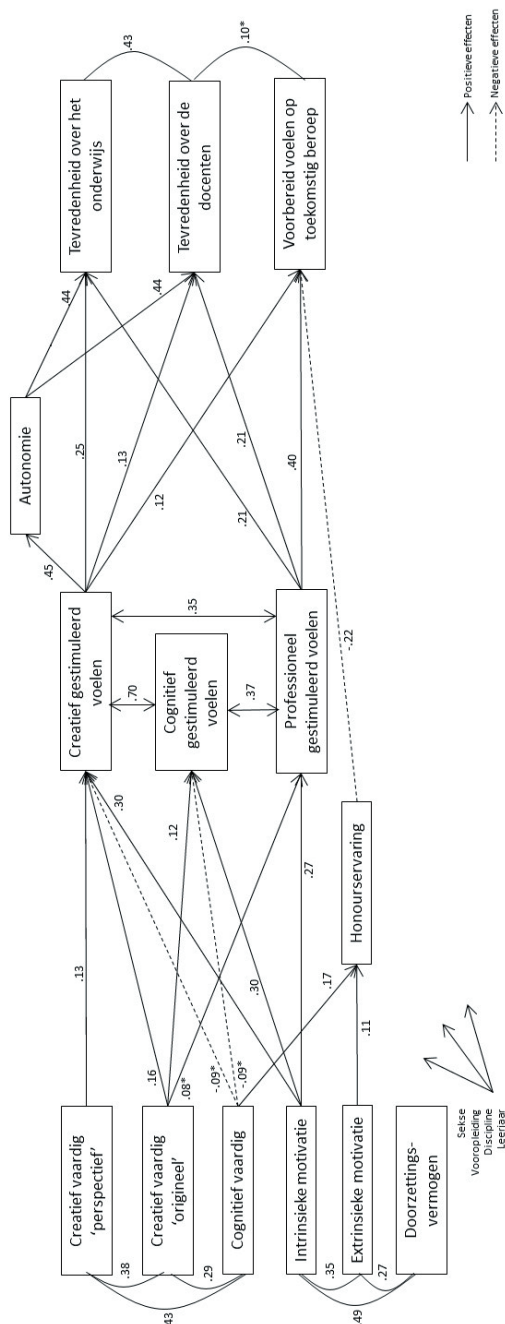 Creatief vaardig
'perspectief'
Creatief vaardig
'origineel'
Cognitief vaardig
Intrinsieke motivatie
Extrinsieke motivatie
Doorzettings-
vermogen
.38
.29
.43
.35
.27
.49
.13
.16
.08*
-.09*
-.09*
.30
.12
.30
.27
.17
.11
Sekse
Vooropleiding
Discipline
Leerjaar
Honourservaring
Creatief gestimuleerd
voelen
Cognitief
gestimuleerd
voelen
Professioneel
gestimuleerd voelen
.70
.37
.35
.45
Autonomie
.44
.44
.25
.13
.12
.21
.21
.40
-.22
Tevredenheid over het
onderwijs
Tevredenheid over de
docenten
Voorbereid voelen op
toekomstig beroep
.43
.10*
Positieve effecten
Negatieve effecten